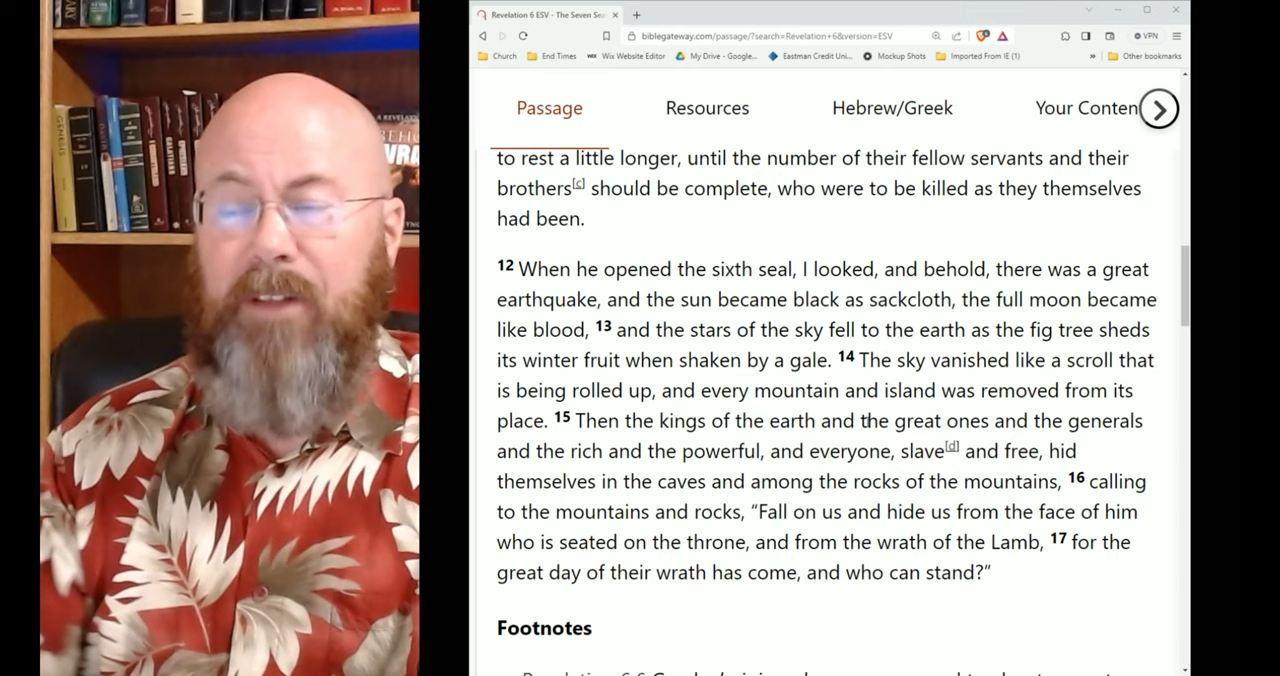 Revelation 6 ESV - The Seven Sea
biblegateway.com/passage/?search=Revelation+6&version=ESV
VPN
Church
End Times
WIX Wix Website Editor
My Drive - Google...
Eastman Credit Uni...
Mockup Shots
Imported From IE (1)
Other bookmarks
Passage
Resources
Hebrew/Greek
Your Conten
to rest a little longer, until the number of their fellow servants and their
brothers[c] should be complete, who were to be killed as they themselves
had been.
12 When he opened the sixth seal, I looked, and behold, there was a great
earthquake, and the sun became black as sackcloth, the full moon became
like blood, 13 and the stars of the sky fell to the earth as the fig tree sheds
its winter fruit when shaken by a gale. 14 The sky vanished like a scroll that
is being rolled up, and every mountain and island was removed from its
place. 15 Then the kings of the earth and the great ones and the generals
and the rich and the powerful, and everyone, slave[d] and free, hid
themselves in the caves and among the rocks of the mountains, 16 calling
to the mountains and rocks, “Fall on us and hide us from the face of him
who is seated on the throne, and from the wrath of the Lamb, 17 for the
great day of their wrath has come, and who can stand?”
Footnotes
GENESIS
GALATIANS
A REVELA
WRA